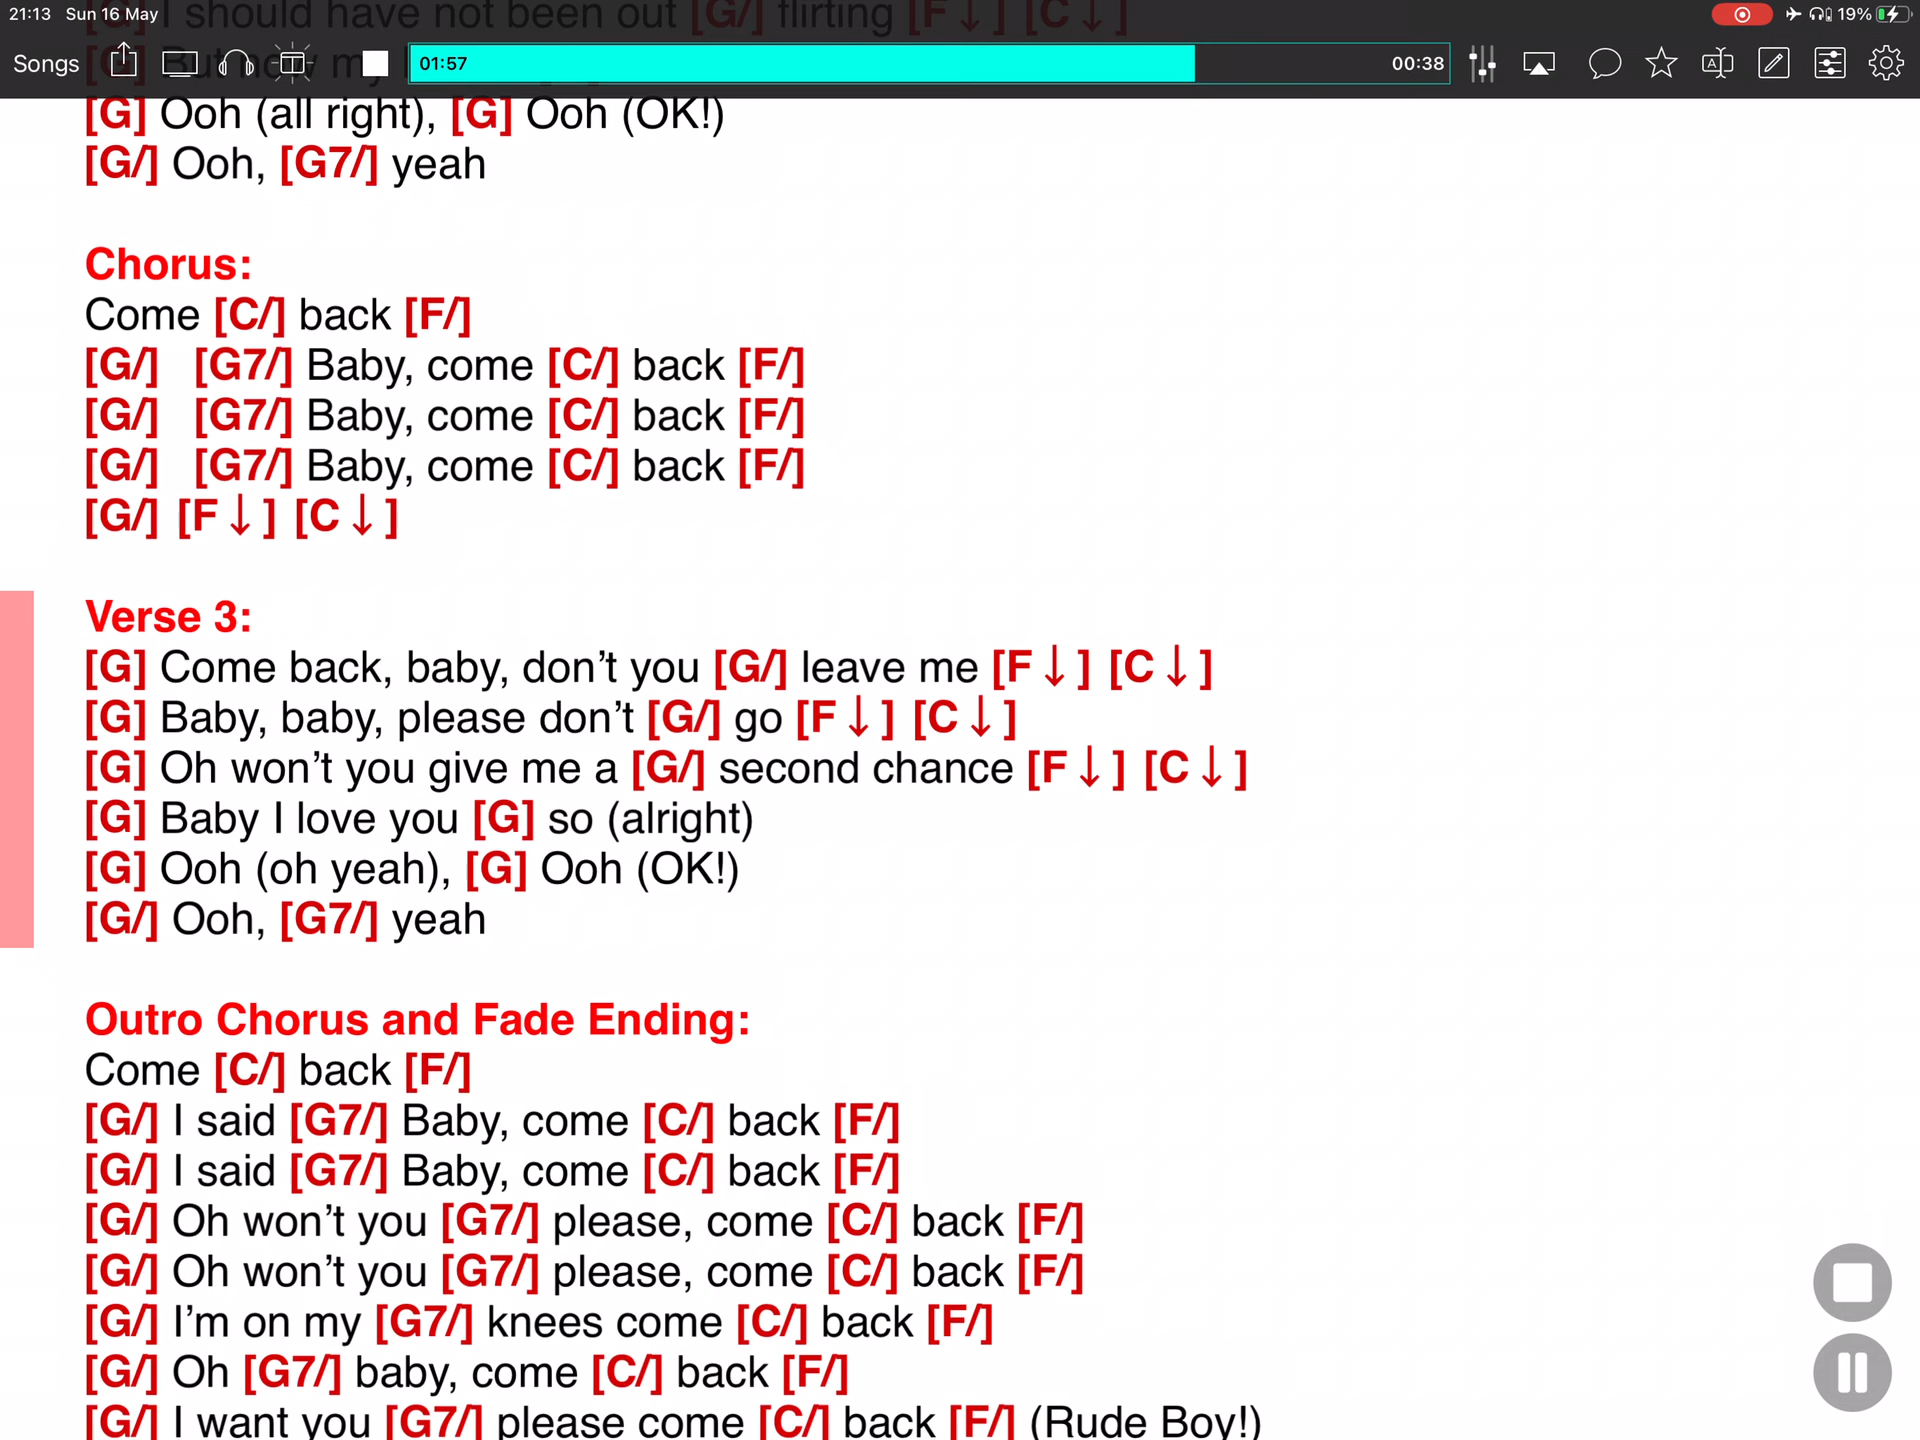 21:13 Sun 16 May 19%
I should have not been out [G/] flirting [F↓] [C↓]
Songs 01:57 00:38
[G] Ooh (all right), [G] Ooh (OK!)
[G/] Ooh, [G7/] yeah
Chorus:
Come [C/] back [F/]
[G/] [G7/] Baby, come [C/] back [F/]
[G/] [G7/] Baby, come [C/] back [F/]
[G/] [G7/] Baby, come [C/] back [F/]
[G/] [F↓] [C↓]
Verse 3:
[G] Come back, baby, don’t you [G/] leave me [F↓] [C↓]
[G] Baby, baby, please don’t [G/] go [F↓] [C↓]
[G] Oh won’t you give me a [G/] second chance [F↓] [C↓]
[G] Baby I love you [G] so (alright)
[G] Ooh (oh yeah), [G] Ooh (OK!)
[G/] Ooh, [G7/] yeah
Outro Chorus and Fade Ending:
Come [C/] back [F/]
[G/] I said [G7/] Baby, come [C/] back [F/]
[G/] I said [G7/] Baby, come [C/] back [F/]
[G/] Oh won’t you [G7/] please, come [C/] back [F/]
[G/] Oh won’t you [G7/] please, come [C/] back [F/]
[G/] I’m on my [G7/] knees come [C/] back [F/]
[G/] Oh [G7/] baby, come [C/] back [F/]
[G/] I want you [G7/] please come [C/] back [F/] (Rude Boy!)